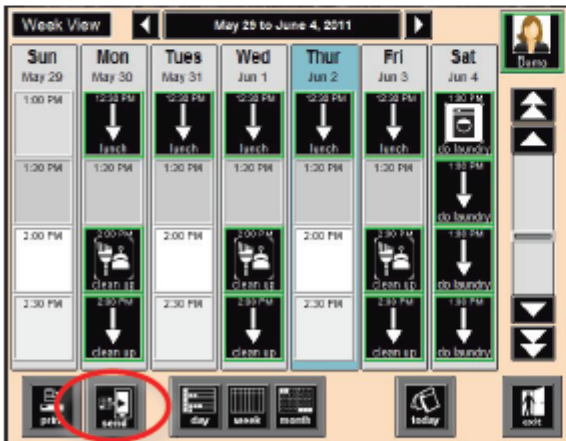 Week View
May 29 to June 4, 2011
Demo
Sun Mon Tues Wed Thur Fri Sat
May 29 May 30 May 31 Jun 1 Jun 2 Jun 3 Jun 4
1:00 PM 12:30 PM 12:30 PM 12:30 PM 12:30 PM 12:30 PM 1:00 PM
lunch lunch lunch lunch lunch do laundry
1:30 PM 1:30 PM 1:30 PM 1:30 PM 1:30 PM 1:30 PM 1:00 PM
do laundry
2:00 PM 2:00 PM 2:00 PM 2:00 PM 2:00 PM 2:00 PM 1:00 PM
clean up clean up clean up do laundry
2:30 PM 2:00 PM 2:30 PM 2:00 PM 2:30 PM 2:00 PM 1:00 PM
clean up clean up clean up do laundry
print send day week month today exit